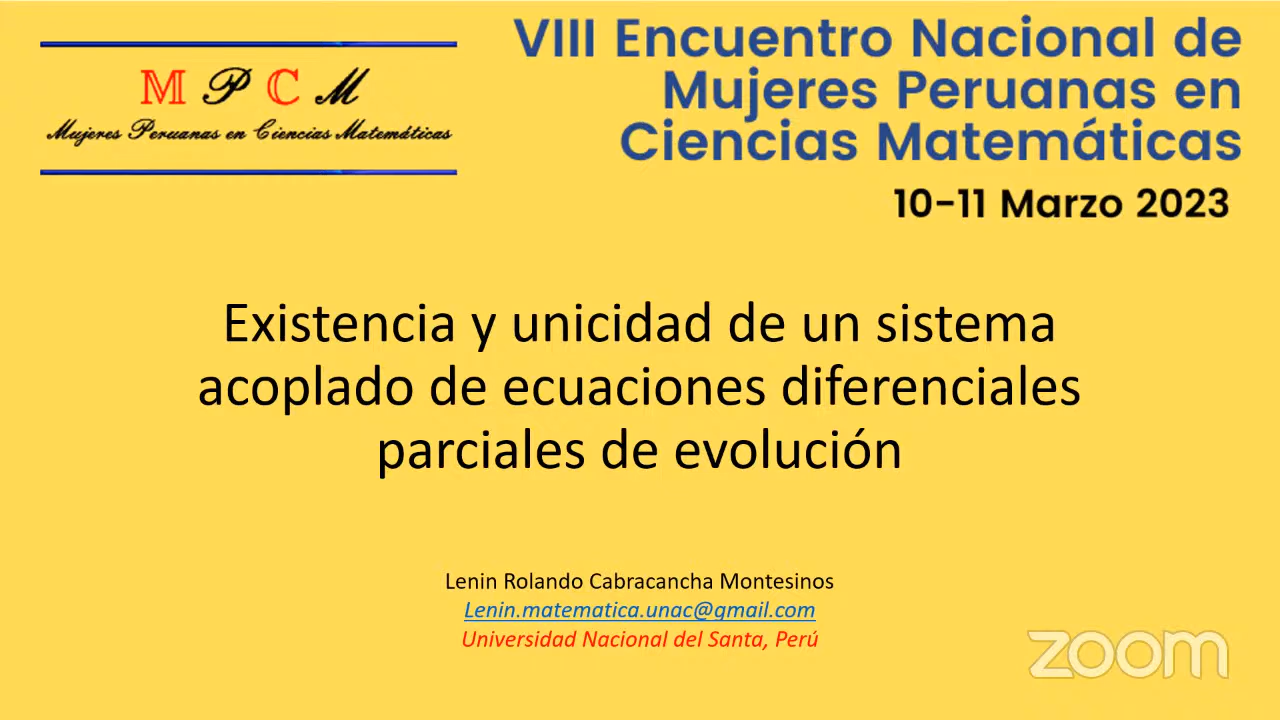 M P C M
Mujeres Peruanas en Ciencias Matemáticas
VIII Encuentro Nacional de
Mujeres Peruanas en
Ciencias Matemáticas
10-11 Marzo 2023
Existencia y unicidad de un sistema
acoplado de ecuaciones diferenciales
parciales de evolución
Lenin Rolando Cabracancha Montesinos
Lenin.matematica.unac@gmail.com
Universidad Nacional del Santa, Perú
zoom